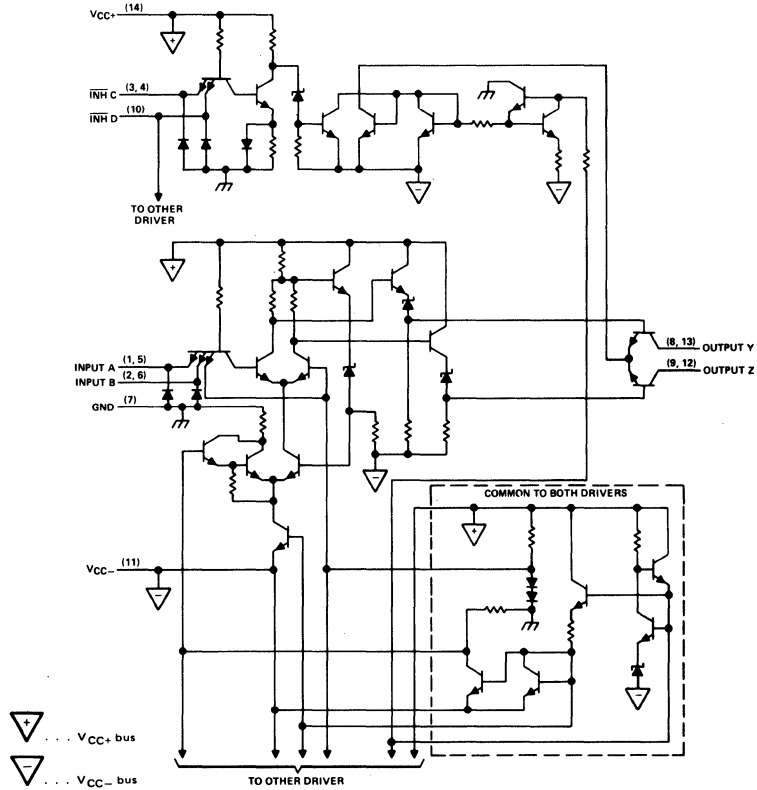 VCC+ (14)
+
INH C (3, 4)
INH D (10)
TO OTHER
DRIVER
−
−
+
INPUT A (1, 5)
INPUT B (2, 6)
GND (7)
(8, 13) OUTPUT Y
(9, 12) OUTPUT Z
−
COMMON TO BOTH DRIVERS
+
VCC− (11)
−
−
+ ... VCC+ bus
− ... VCC− bus
TO OTHER DRIVER